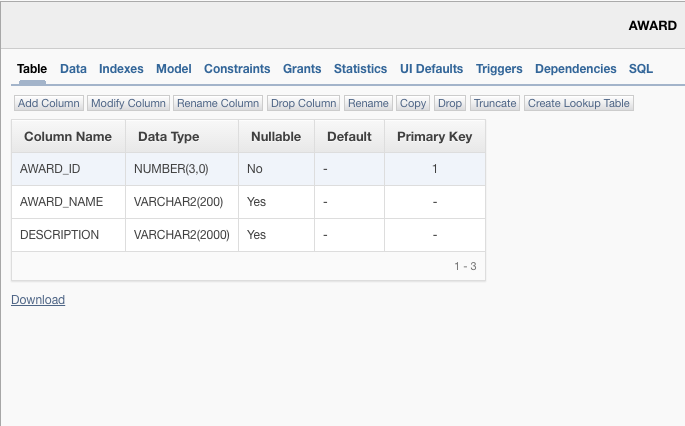 AWARD
Table Data Indexes Model Constraints Grants Statistics UI Defaults Triggers Dependencies SQL
Add Column Modify Column Rename Column Drop Column Rename Copy Drop Truncate Create Lookup Table
Column Name Data Type Nullable Default Primary Key
AWARD_ID NUMBER(3,0) No - 1
AWARD_NAME VARCHAR2(200) Yes - -
DESCRIPTION VARCHAR2(2000) Yes - -
1 - 3
Download